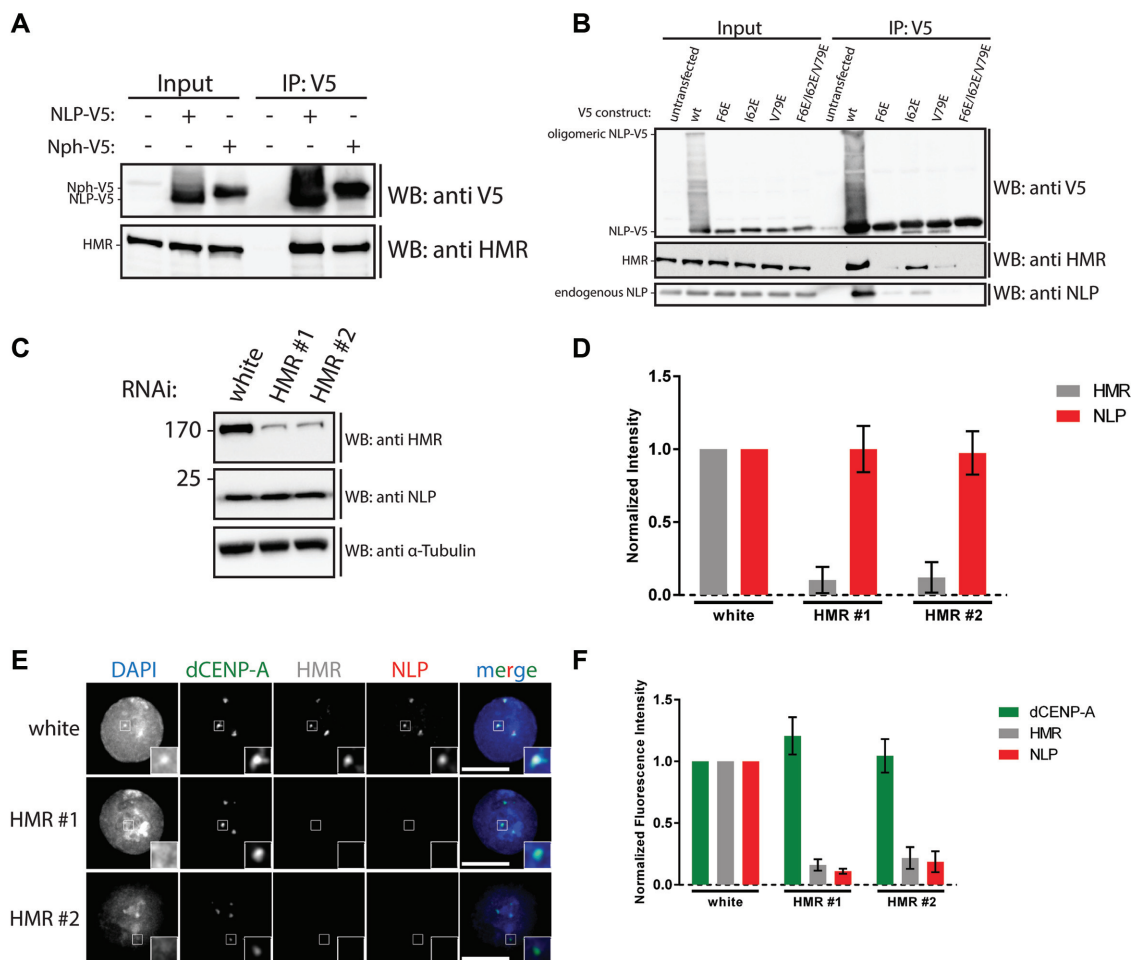 A
Input IP: V5
NLP-V5: - + - - + -
Nph-V5: - - + - - +
Nph-V5
NLP-V5
WB: anti V5
HMR
WB: anti HMR
B
Input IP: V5
V5 construct:
untransfected
wt
F6E
I62E
V79E
F6E/I62E/V79E
untransfected
wt
F6E
I62E
V79E
F6E/I62E/V79E
oligomeric NLP-V5
NLP-V5
WB: anti V5
HMR
WB: anti HMR
endogenous NLP
WB: anti NLP
C
RNAi:
white
HMR #1
HMR #2
170
WB: anti HMR
25
WB: anti NLP
WB: anti α-Tubulin
D
Normalized Intensity
1.5
1.0
0.5
0.0
white HMR #1 HMR #2
HMR
NLP
E
DAPI dCENP-A HMR NLP merge
white
HMR #1
HMR #2
F
Normalized Fluorescence Intensity
1.5
1.0
0.5
0.0
white HMR #1 HMR #2
dCENP-A
HMR
NLP